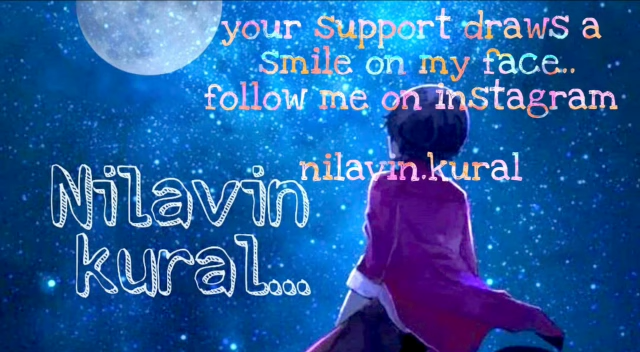 your support draws a
smile on my face..
follow me on instagram
nilavin.kural
Nilavin
kural...